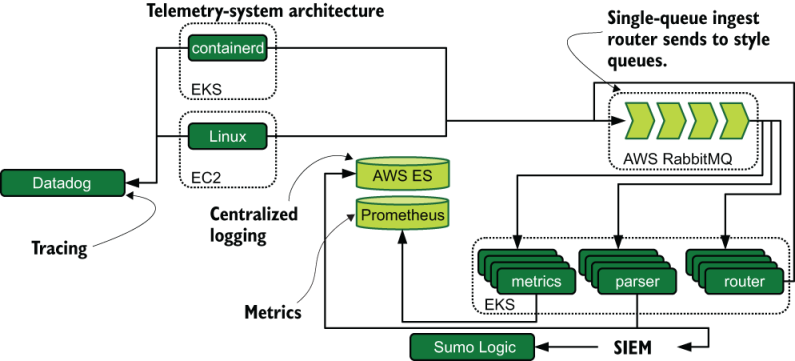 Telemetry-system architecture
containerd
EKS
Linux
EC2
Datadog
Tracing
Centralized
logging
AWS ES
Prometheus
Metrics
Single-queue ingest
router sends to style
queues.
AWS RabbitMQ
metrics
parser
router
EKS
Sumo Logic
SIEM